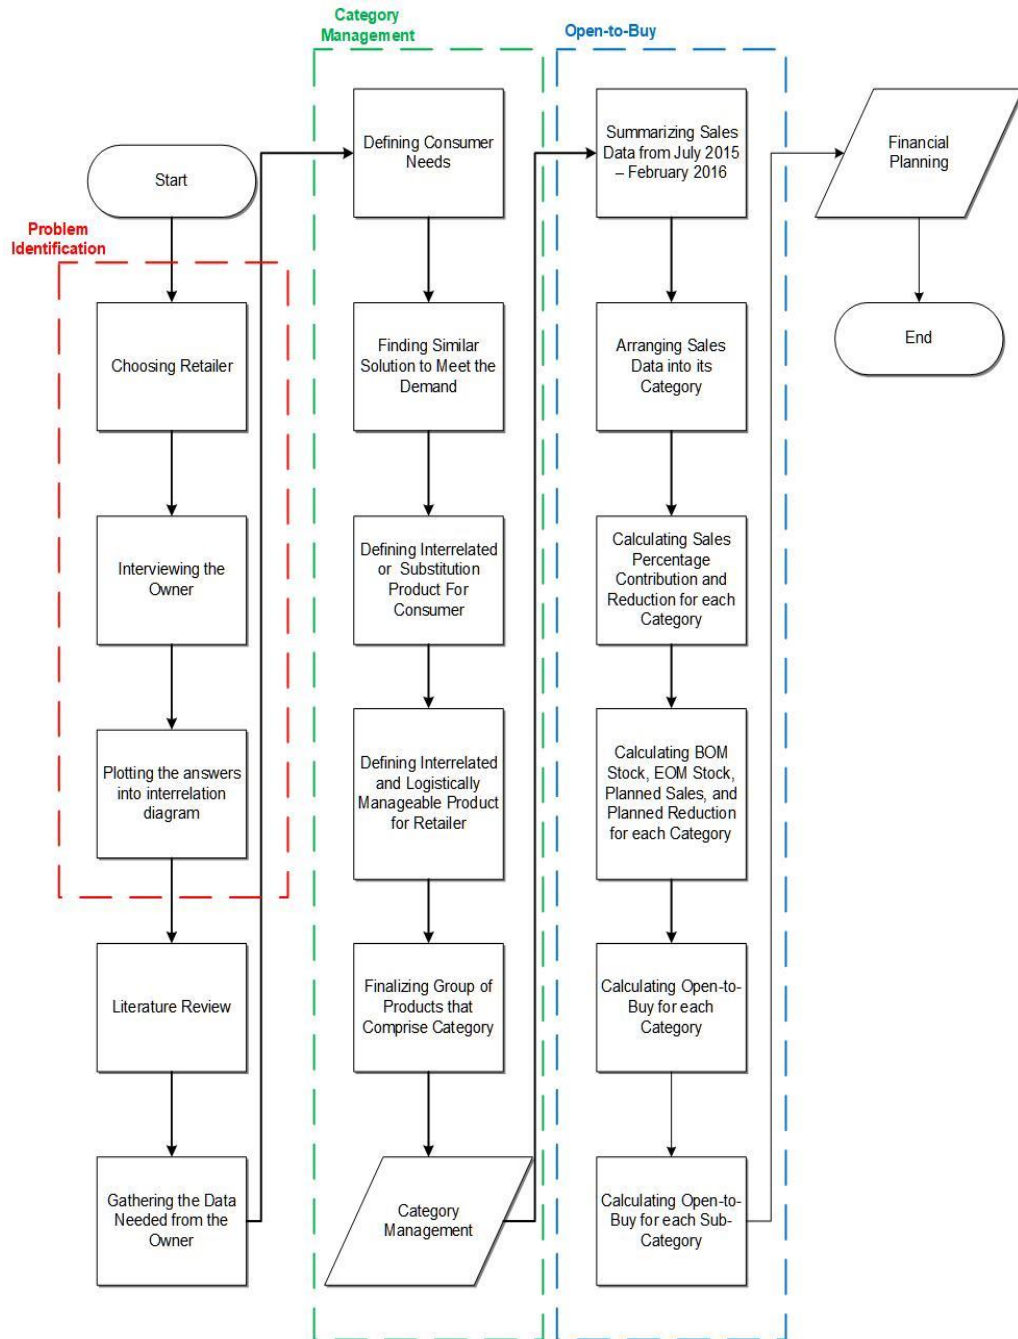 Start
Problem
Identification
Choosing Retailer
Interviewing the
Owner
Plotting the answers
into interrelation
diagram
Literature Review
Gathering the Data
Needed from the
Owner
Category
Management
Defining Consumer
Needs
Finding Similar
Solution to Meet the
Demand
Defining Interrelated
or Substitution
Product For
Consumer
Defining Interrelated
and Logistically
Manageable Product
for Retailer
Finalizing Group of
Products that
Comprise Category
Category
Management
Open-to-Buy
Summarizing Sales
Data from July 2015
– February 2016
Arranging Sales
Data into its
Category
Calculating Sales
Percentage
Contribution and
Reduction for each
Category
Calculating BOM
Stock, EOM Stock,
Planned Sales, and
Planned Reduction
for each Category
Calculating Open-to-
Buy for each
Category
Calculating Open-to-
Buy for each Sub-
Category
Financial
Planning
End